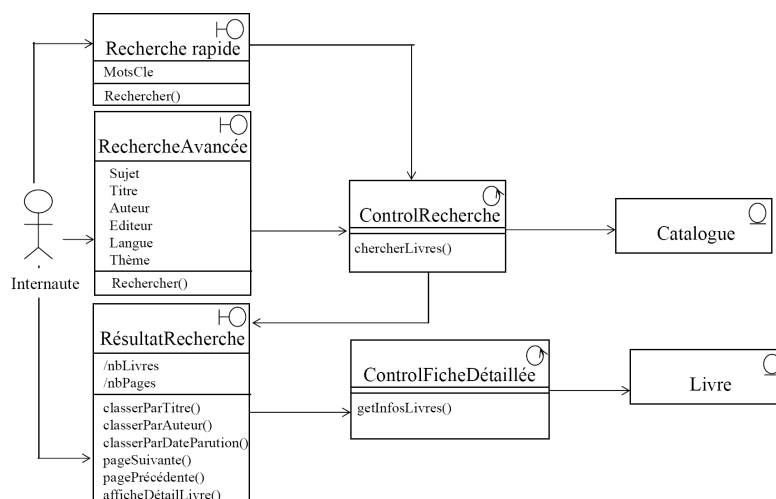 Recherche rapide
MotsCle
Rechercher()
RechercheAvancée
Sujet
Titre
Auteur
Editeur
Langue
Thème
Rechercher()
Internaute
ControlRecherche
chercherLivres()
Catalogue
RésultatRecherche
/nbLivres
/nbPages
classerParTitre()
classerParAuteur()
classerParDateParution()
pageSuivante()
pagePrécédente()
afficheDétailLivre()
ControlFicheDétaillée
getInfosLivres()
Livre